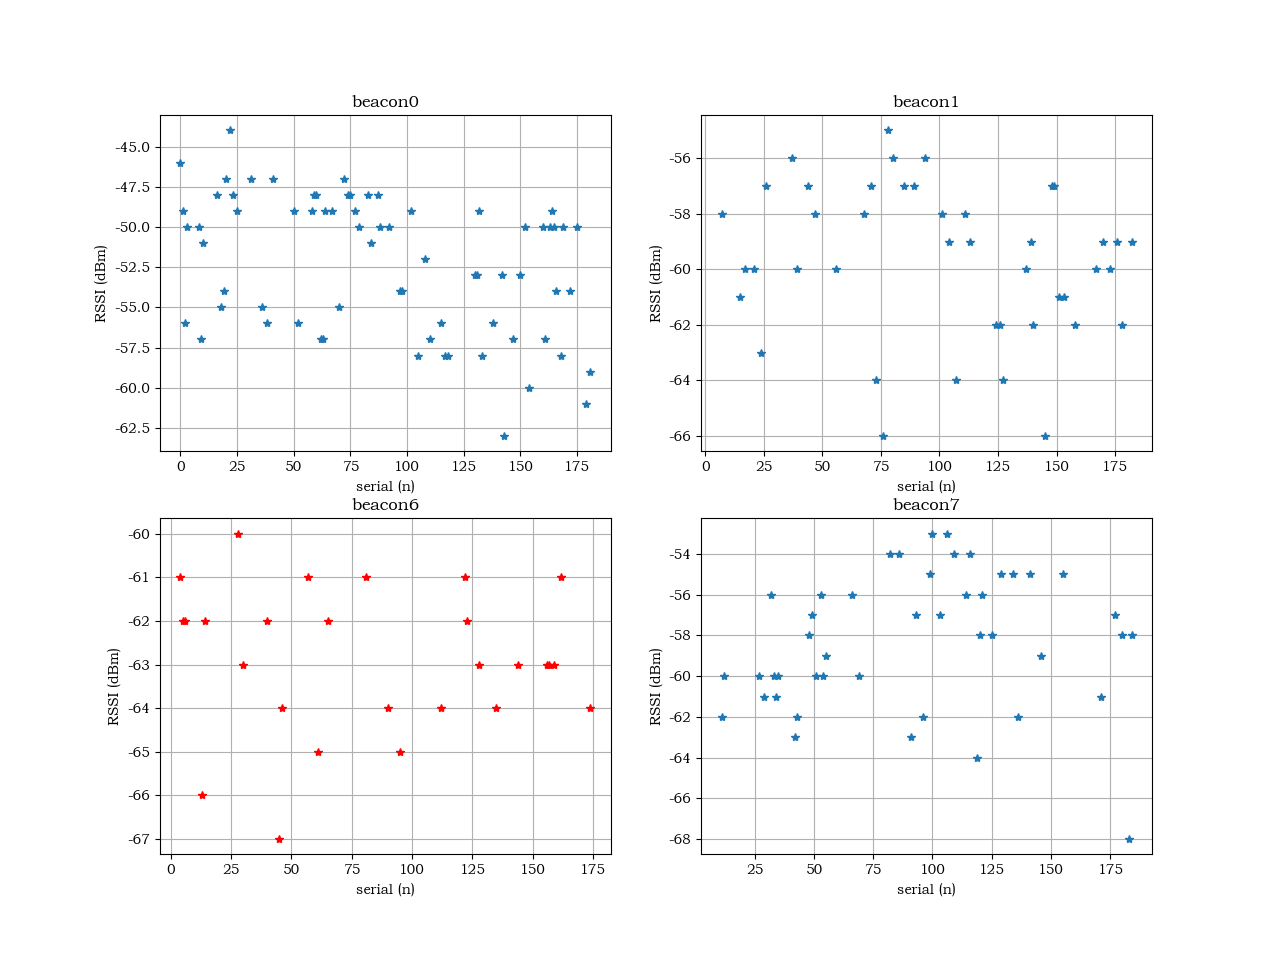 beacon0
RSSI (dBm)
-45.0
-47.5
-50.0
-52.5
-55.0
-57.5
-60.0
-62.5
0 25 50 75 100 125 150 175
serial (n)
beacon1
RSSI (dBm)
-56
-58
-60
-62
-64
-66
0 25 50 75 100 125 150 175
serial (n)
beacon6
RSSI (dBm)
-60
-61
-62
-63
-64
-65
-66
-67
0 25 50 75 100 125 150 175
serial (n)
beacon7
RSSI (dBm)
-54
-56
-58
-60
-62
-64
-66
-68
25 50 75 100 125 150 175
serial (n)